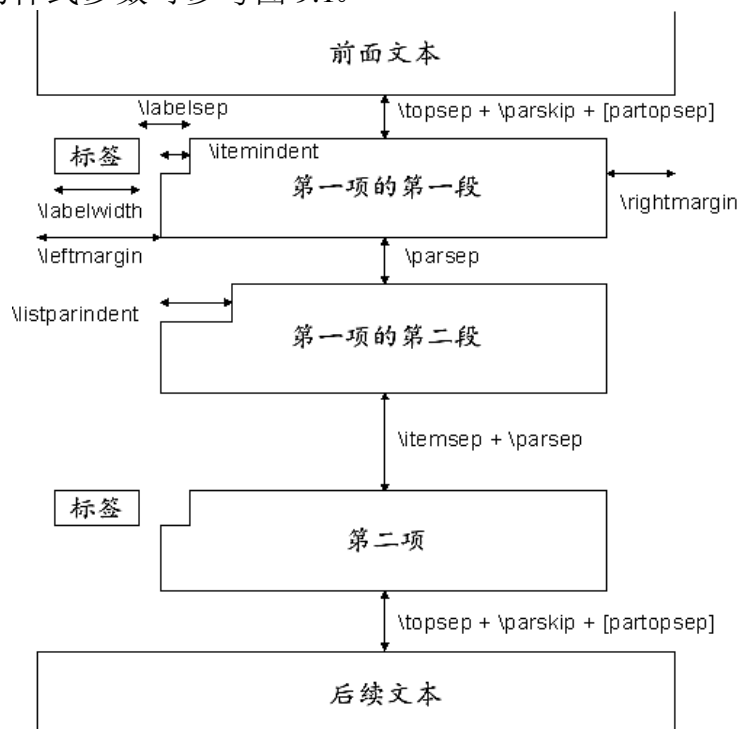 前面文本
\labelsep
\topsep + \parskip + [partopsep]
标签
\itemindent
第一项的第一段
\labelwidth
\rightmargin
\leftmargin
\parsep
\listparindent
第一项的第二段
\itemsep + \parsep
标签
第二项
\topsep + \parskip + [partopsep]
后续文本